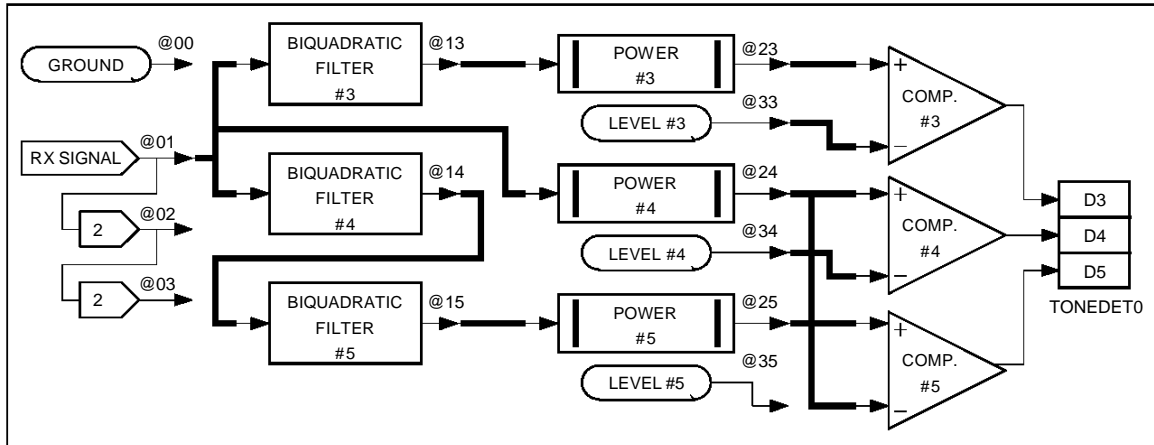 @00
GROUND
BIQUADRATIC
FILTER
#3
@13
POWER
#3
@23
+
−
COMP.
#3
LEVEL #3
@33
RX SIGNAL
@01
2
@02
2
@03
BIQUADRATIC
FILTER
#4
@14
POWER
#4
@24
+
−
COMP.
#4
LEVEL #4
@34
D3
D4
D5
TONEDET0
BIQUADRATIC
FILTER
#5
@15
POWER
#5
@25
+
−
COMP.
#5
LEVEL #5
@35